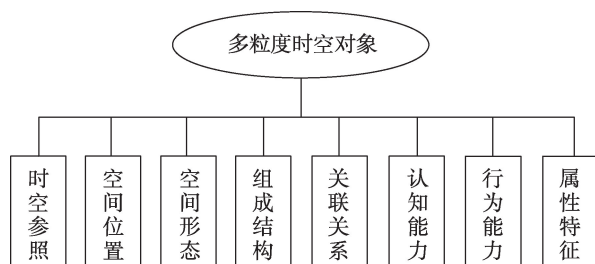 多粒度时空对象
时空参照
空间位置
空间形态
组成结构
关联关系
认知能力
行为能力
属性特征